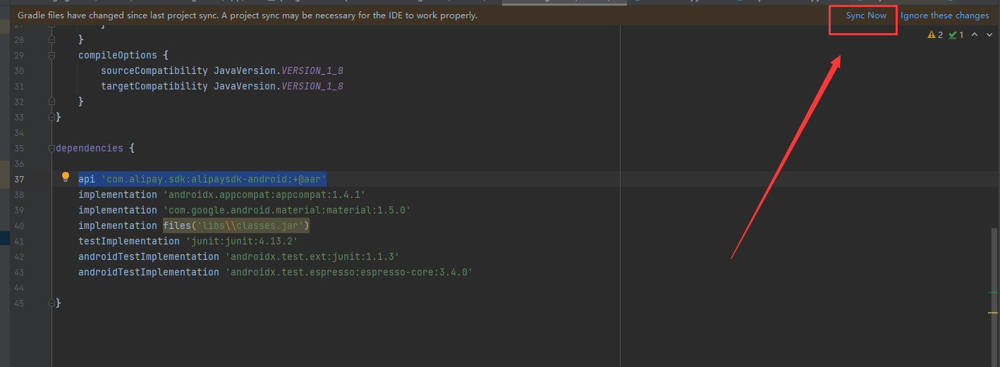 Gradle files have changed since last project sync. A project sync may be necessary for the IDE to work properly. Sync Now Ignore these changes
2 1
27 }
28 }
29 compileOptions {
30 sourceCompatibility JavaVersion.VERSION_1_8
31 targetCompatibility JavaVersion.VERSION_1_8
32 }
33 }
34
35 dependencies {
36
37 api 'com.alipay.sdk:alipaysdk-android:+@aar'
38 implementation 'androidx.appcompat:appcompat:1.4.1'
39 implementation 'com.google.android.material:material:1.5.0'
40 implementation files('libs\\classes.jar')
41 testImplementation 'junit:junit:4.13.2'
42 androidTestImplementation 'androidx.test.ext:junit:1.1.3'
43 androidTestImplementation 'androidx.test.espresso:espresso-core:3.4.0'
44
45 }